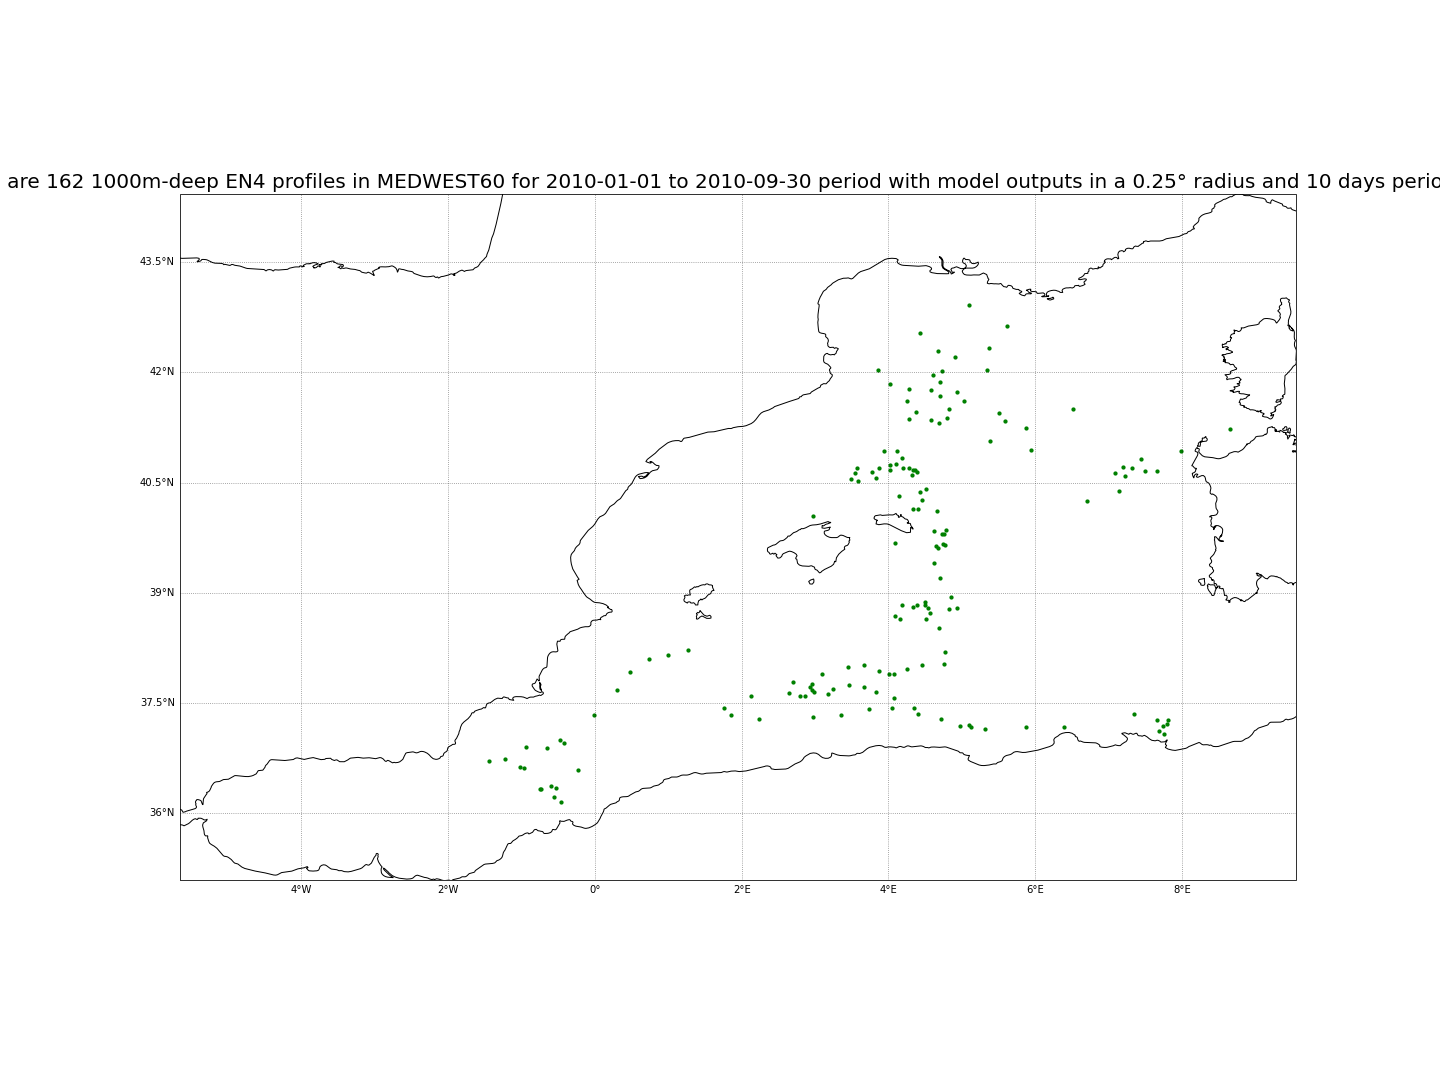 are 162 1000m-deep EN4 profiles in MEDWEST60 for 2010-01-01 to 2010-09-30 period with model outputs in a 0.25° radius and 10 days perio
43.5°N
42°N
40.5°N
39°N
37.5°N
36°N
4°W 2°W 0° 2°E 4°E 6°E 8°E